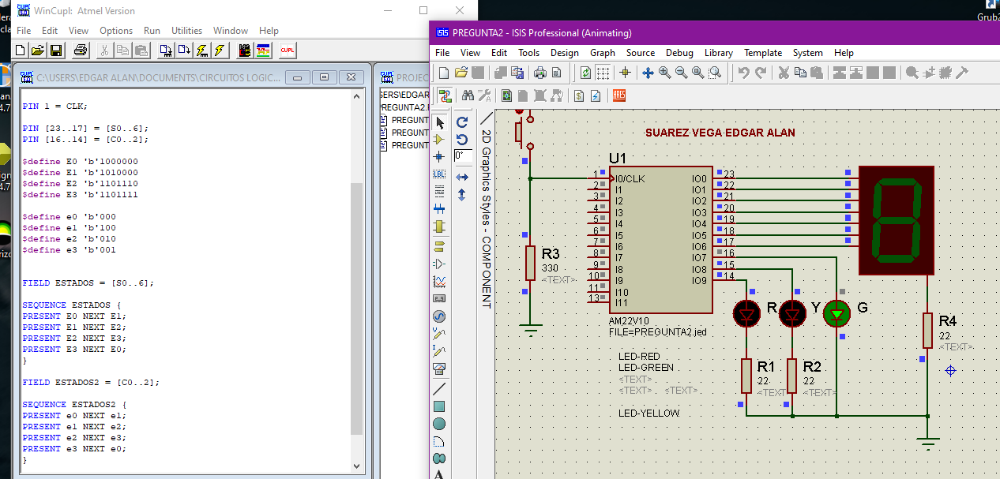 WinCupl: Atmel Version
File Edit View Options Run Utilities Window Help
CUPL
C:\USERS\EDGAR ALAN\DOCUMENTS\CIRCUITOS LOGIC...
PIN 1 = CLK;
PIN [23..17] = [S0..6];
PIN [16..14] = [C0..2];
$define E0 'b'1000000
$define E1 'b'1010000
$define E2 'b'1101110
$define E3 'b'1101111
$define e0 'b'000
$define e1 'b'100
$define e2 'b'010
$define e3 'b'001
FIELD ESTADOS = [S0..6];
SEQUENCE ESTADOS {
PRESENT E0 NEXT E1;
PRESENT E1 NEXT E2;
PRESENT E2 NEXT E3;
PRESENT E3 NEXT E0;
}
FIELD ESTADOS2 = [C0..2];
SEQUENCE ESTADOS2 {
PRESENT e0 NEXT e1;
PRESENT e1 NEXT e2;
PRESENT e2 NEXT e3;
PRESENT e3 NEXT e0;
}
PROJEC
SERS\EDGAR
PREGUNTA2.
PREGUNT
PREGUNT
PREGUNT
Grub2
ISIS PREGUNTA2 - ISIS Professional (Animating)
File View Edit Tools Design Graph Source Debug Library Template System Help
ARES
LBL
0°
2D Graphics Styles - COMPONENT
SUAREZ VEGA EDGAR ALAN
U1
1 I0/CLK IO0 23
2 I1 IO1 22
3 I2 IO2 21
4 I3 IO3 20
5 I4 IO4 19
6 I5 IO5 18
7 I6 IO6 17
8 I7 IO7 16
9 I8 IO8 15
10 I9 IO9 14
11 I10
13 I11
AM22V10
FILE=PREGUNTA2.jed
R3
330
<TEXT>
R
Y
G
R1
22
<TEXT
R2
22
<TEXT>
R4
22
<TEXT>
LED-RED
LED-GREEN
<TEXT>
<TEXT> <TEXT>
LED-YELLOW
A